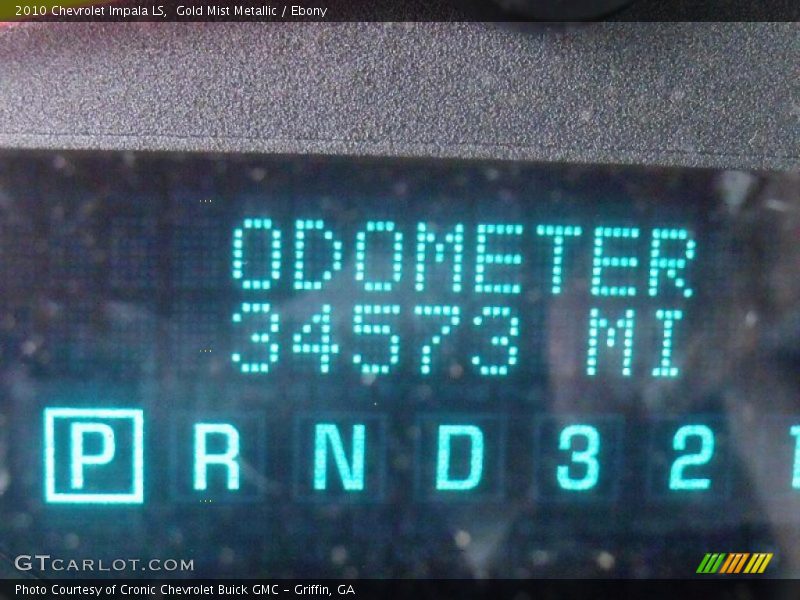 2010 Chevrolet Impala LS,  Gold Mist Metallic / Ebony
ODOMETER
34573 MI
P R N D 3 2 1
GTCARLOT.COM
Photo Courtesy of Cronic Chevrolet Buick GMC - Griffin, GA